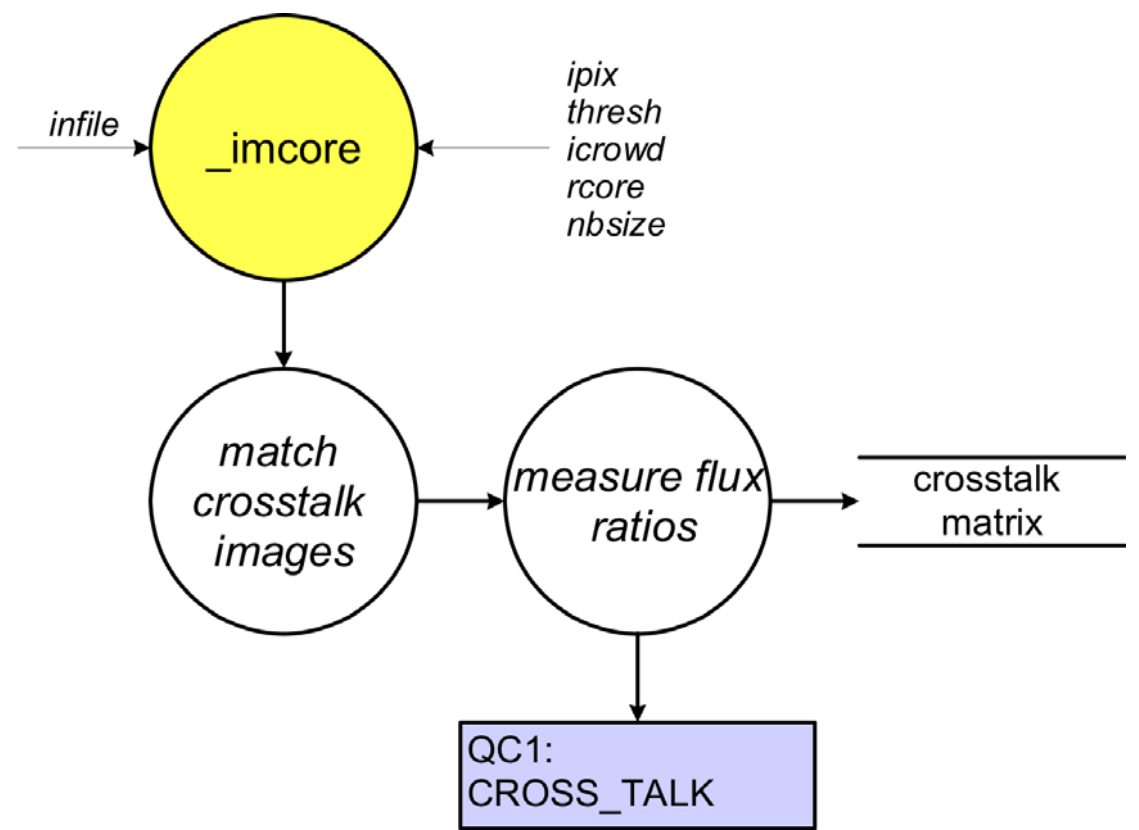 infile
_imcore
ipix
thresh
icrowd
rcore
nbsize
match
crosstalk
images
measure flux
ratios
crosstalk
matrix
QC1:
CROSS_TALK